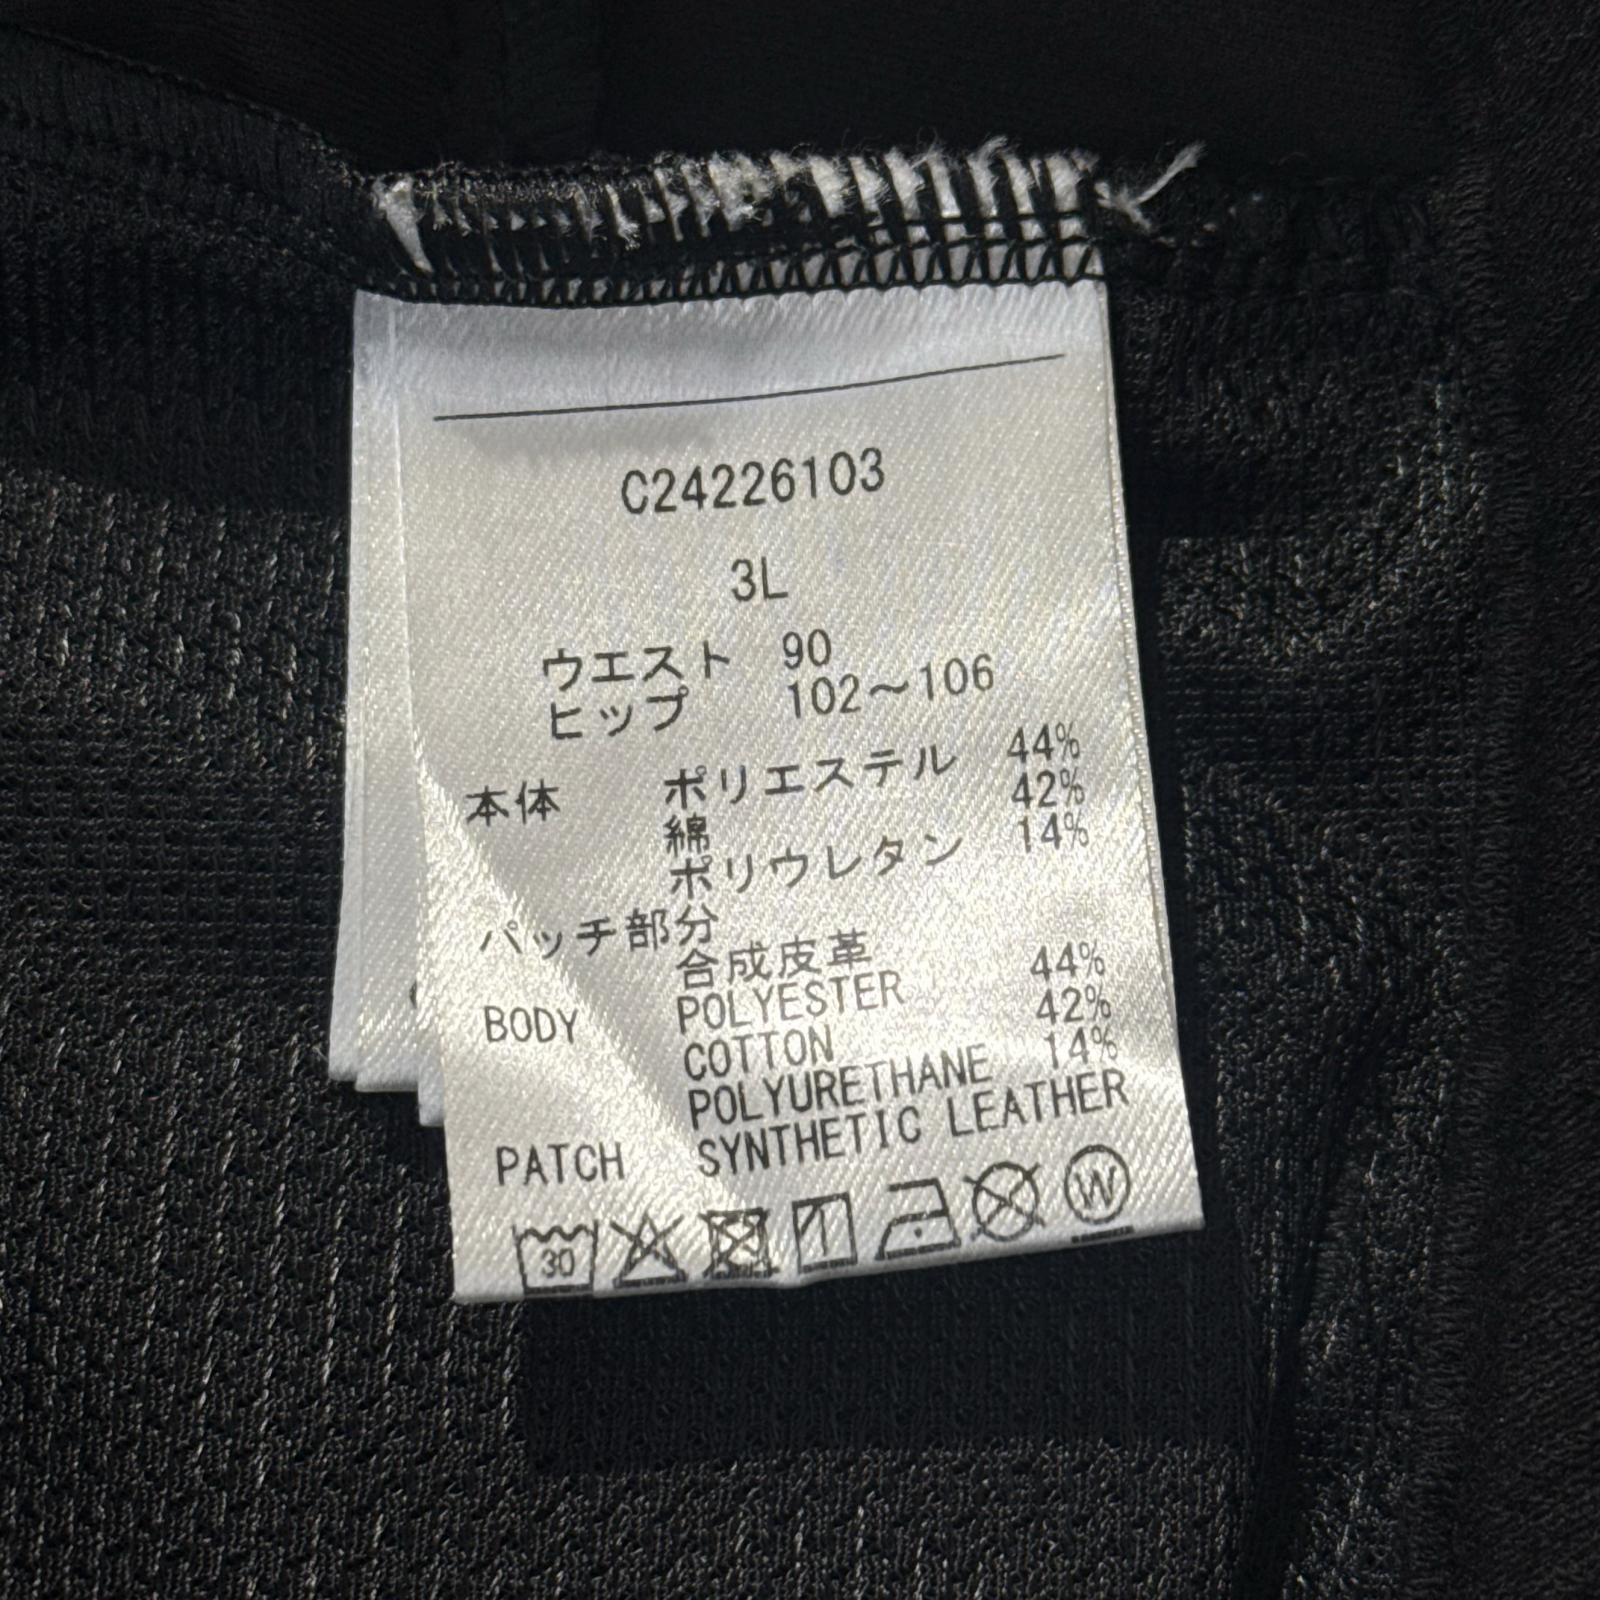 C24226103
3L
ウエスト 90
ヒップ 102～106
本体 ポリエステル 44%
綿 42%
ポリウレタン 14%
パッチ部分
合成皮革
BODY POLYESTER 44%
COTTON 42%
POLYURETHANE 14%
PATCH SYNTHETIC LEATHER
30 W